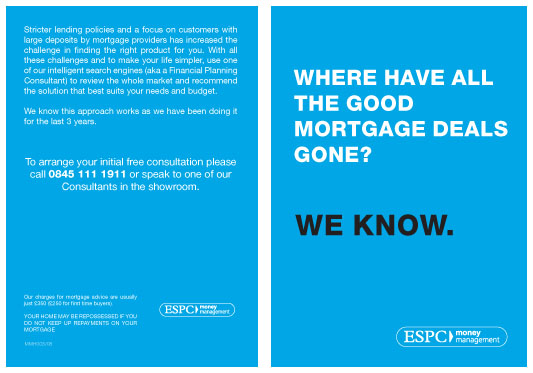 Stricter lending policies and a focus on customers with
large deposits by mortgage providers has increased the
challenge in finding the right product for you. With all
these challenges and to make your life simpler, use one
of our intelligent search engines (aka a Financial Planning
Consultant) to review the whole market and recommend
the solution that best suits your needs and budget.
We know this approach works as we have been doing it
for the last 3 years.
To arrange your initial free consultation please
call 0845 111 1911 or speak to one of our
Consultants in the showroom.
Our charges for mortgage advice are usually
just £350 (£250 for first time buyers)
YOUR HOME MAY BE REPOSSESSED IF YOU
DO NOT KEEP UP REPAYMENTS ON YOUR
MORTGAGE
ESPC money
management
WHERE HAVE ALL
THE GOOD
MORTGAGE DEALS
GONE?
WE KNOW.
ESPC money
management